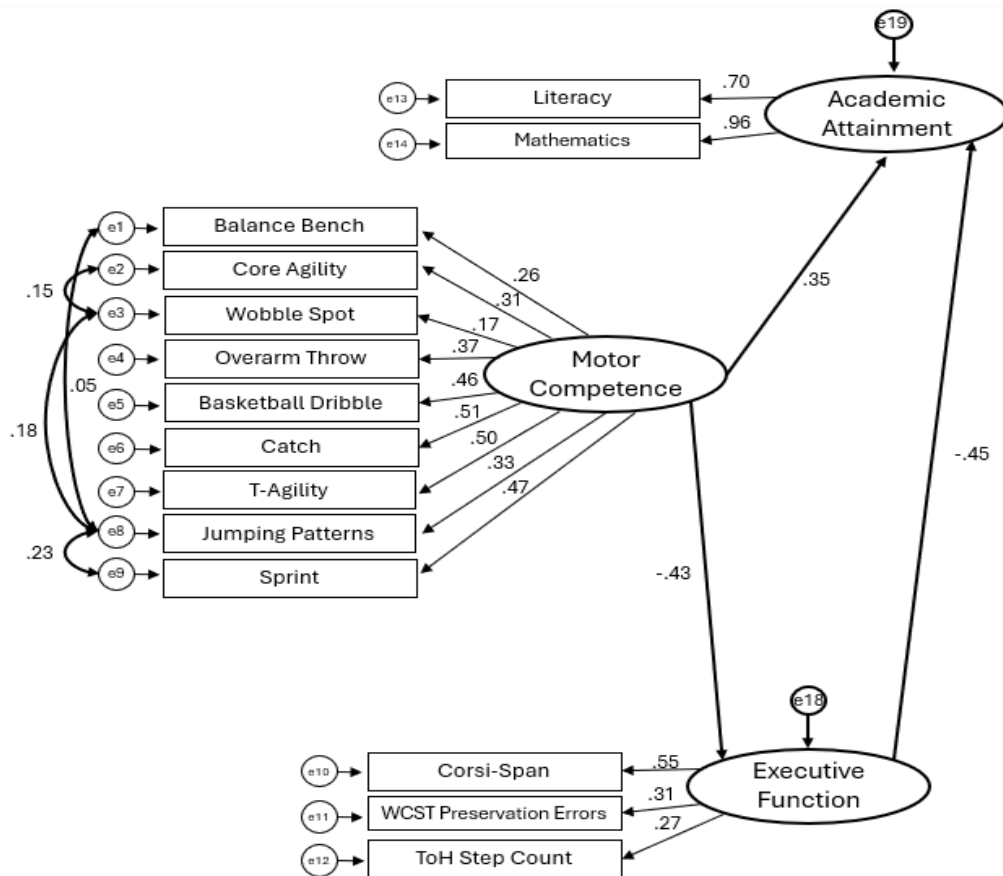 e19
e13
Literacy
.70
Academic
Attainment
e14
Mathematics
.96
e1
Balance Bench
.26
e2
Core Agility
.31
.15
e3
Wobble Spot
.17
.35
e4
Overarm Throw
.37
Motor
Competence
.05
e5
Basketball Dribble
.46
.18
e6
Catch
.51
-.45
e7
T-Agility
.50
e8
Jumping Patterns
.33
.23
e9
Sprint
.47
-.43
e18
e10
Corsi-Span
.55
Executive
Function
e11
WCST Preservation Errors
.31
e12
ToH Step Count
.27